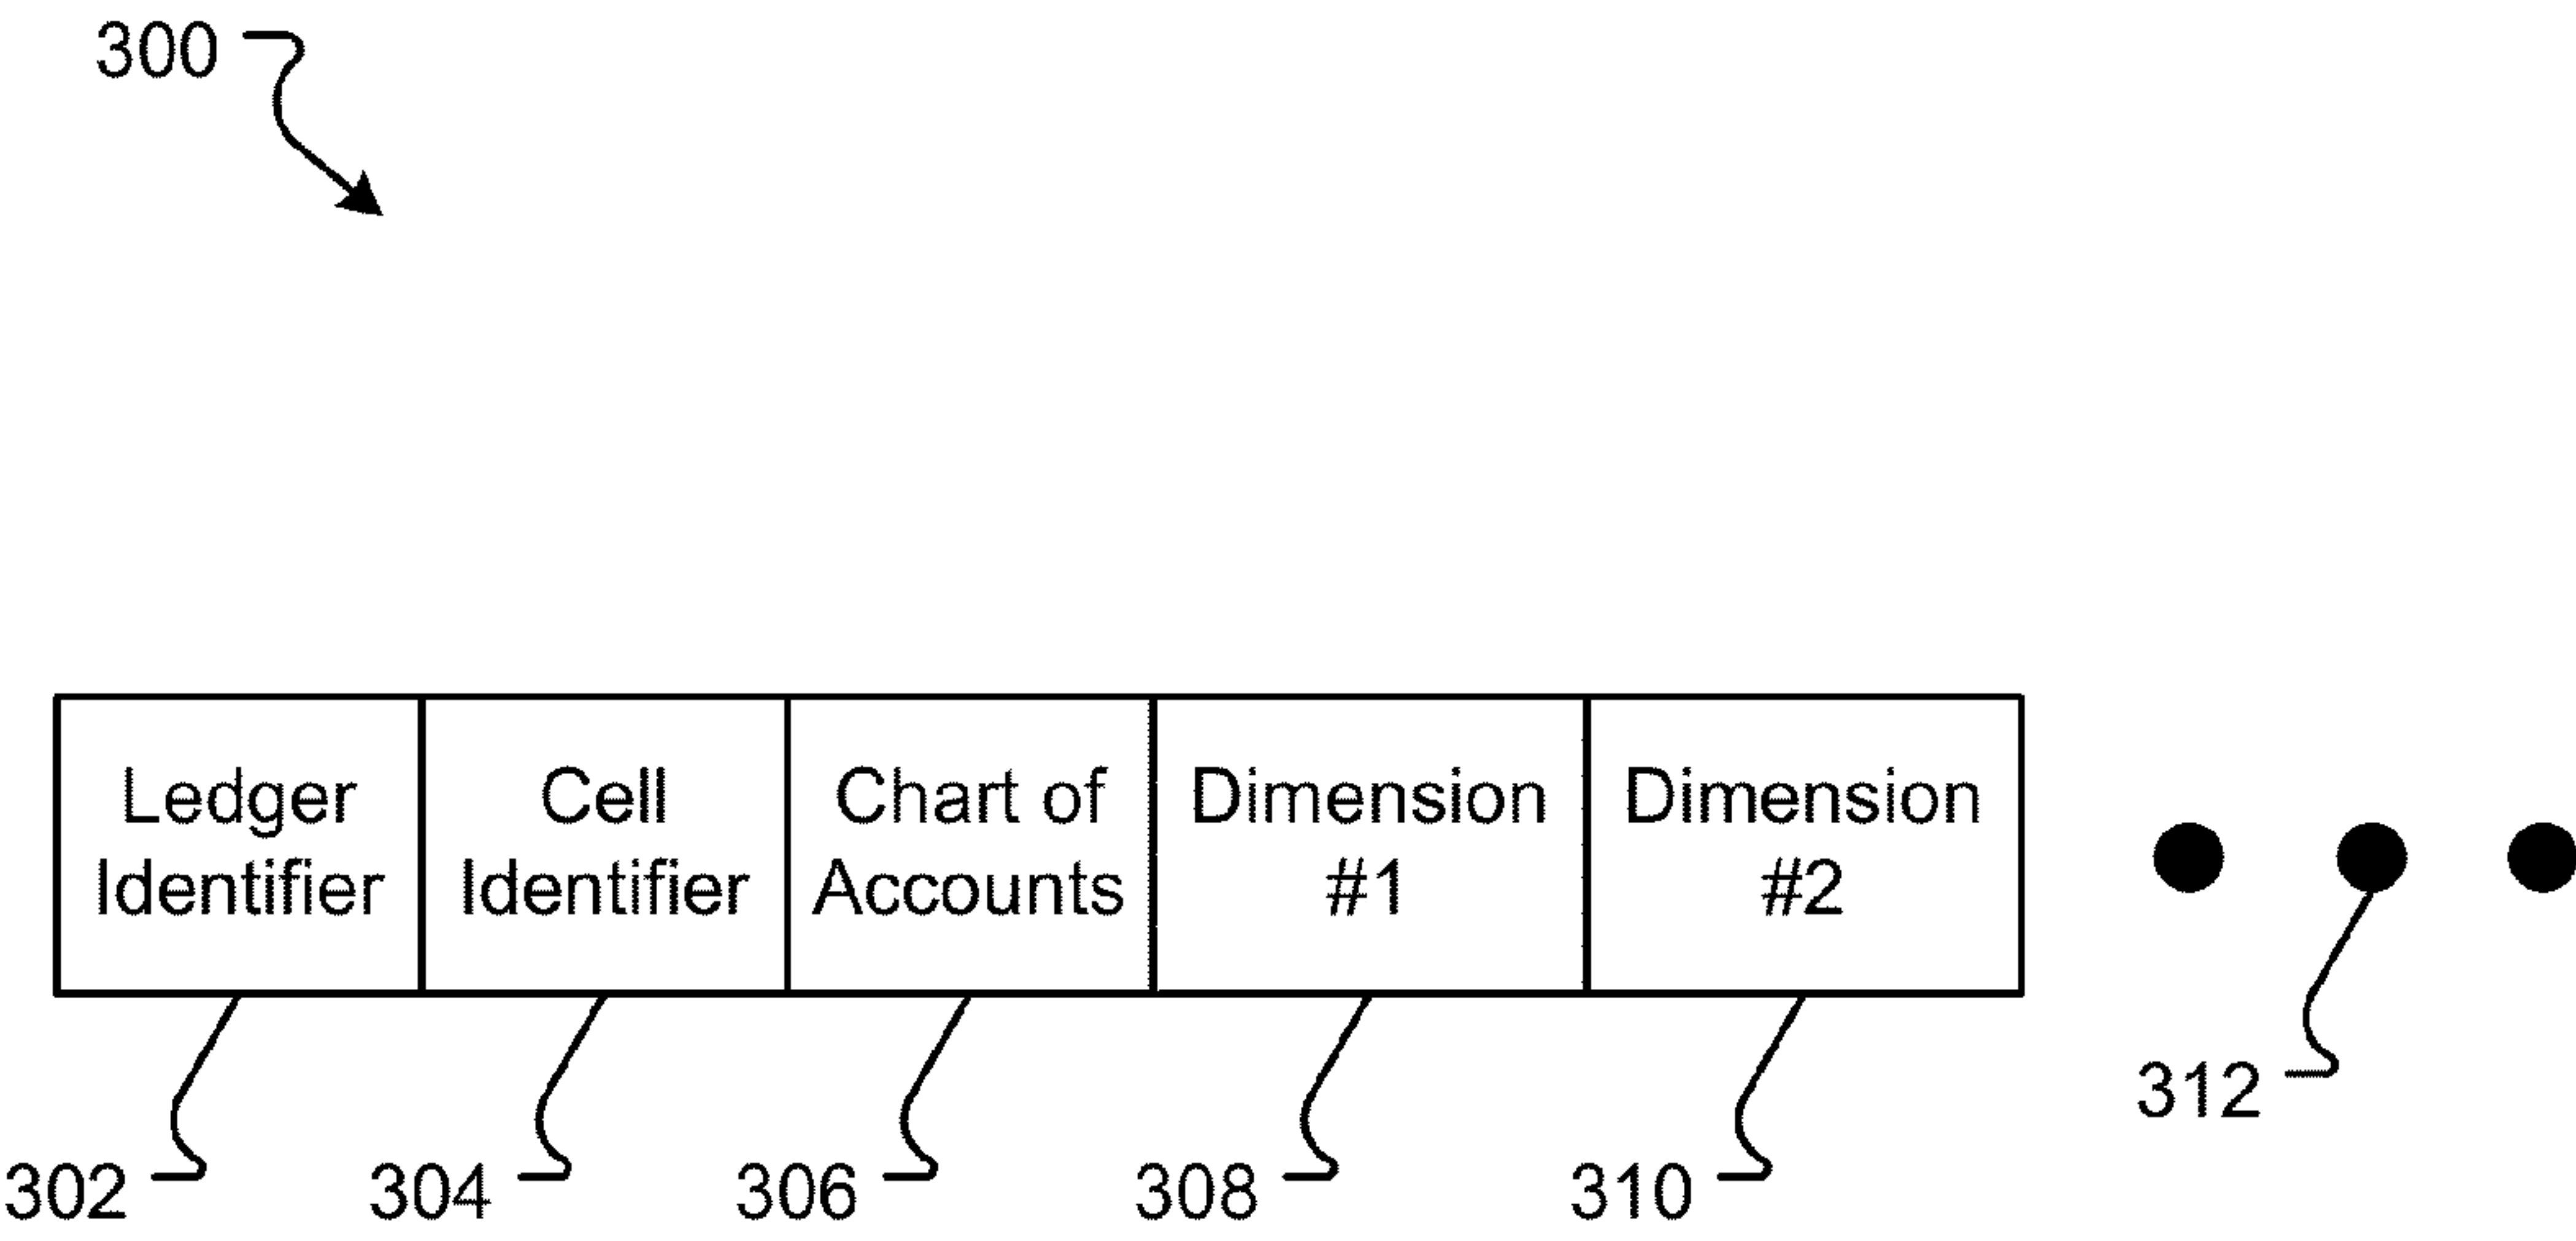 300
Ledger
Identifier
Cell
Identifier
Chart of
Accounts
Dimension
#1
Dimension
#2
312
302
304
306
308
310